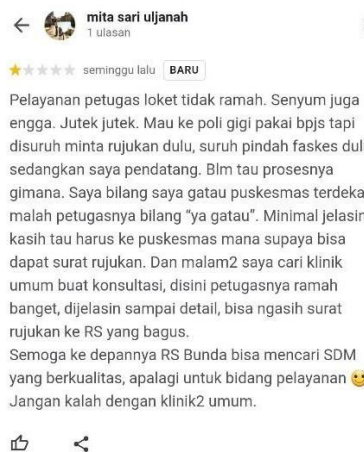 mita sari uljanah
1 ulasan
seminggu lalu BARU
Pelayanan petugas loket tidak ramah. Senyum juga
engga. Jutek jutek. Mau ke poli gigi pakai bpjs tapi
disuruh minta rujukan dulu, suruh pindah faskes dul
sedangkan saya pendatang. Blm tau prosesnya
gimana. Saya bilang saya gatau puskesmas terdeka
malah petugasnya bilang "ya gatau". Minimal jelasin
kasih tau harus ke puskesmas mana supaya bisa
dapat surat rujukan. Dan malam2 saya cari klinik
umum buat konsultasi, disini petugasnya ramah
banget, dijelasin sampai detail, bisa ngasih surat
rujukan ke RS yang bagus.
Semoga ke depannya RS Bunda bisa mencari SDM
yang berkualitas, apalagi untuk bidang pelayanan 🙂
Jangan kalah dengan klinik2 umum.